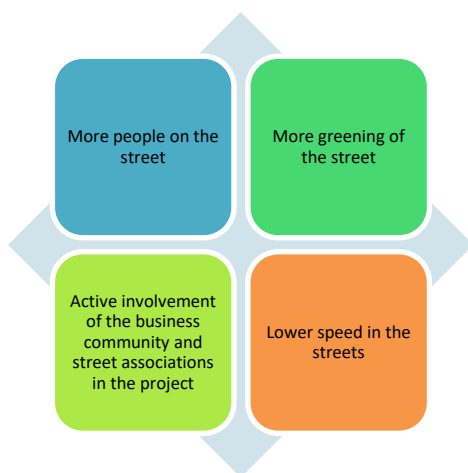 More people on the
street
More greening of
the street
Active involvement
of the business
community and
street associations
in the project
Lower speed in the
streets